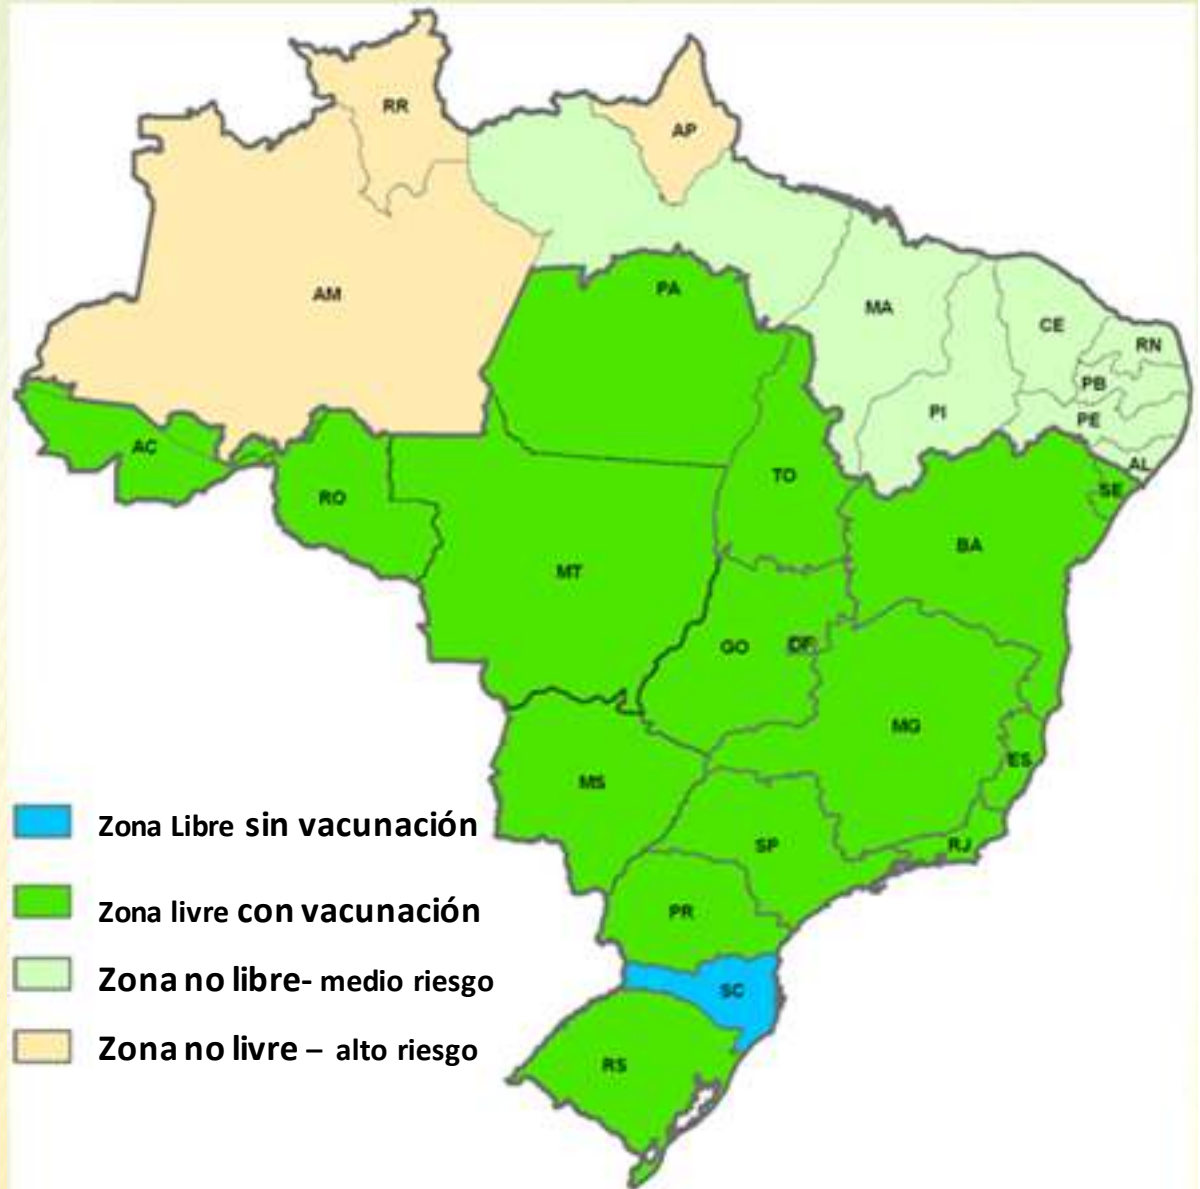 RR
AP
AM
PA
MA
CE
RN
PB
PI
PE
AL
SE
AC
RO
TO
BA
MT
GO
DF
MG
ES
MS
SP
RJ
PR
SC
RS
Zona Libre sin vacunación
Zona livre con vacunación
Zona no libre- medio riesgo
Zona no livre – alto riesgo